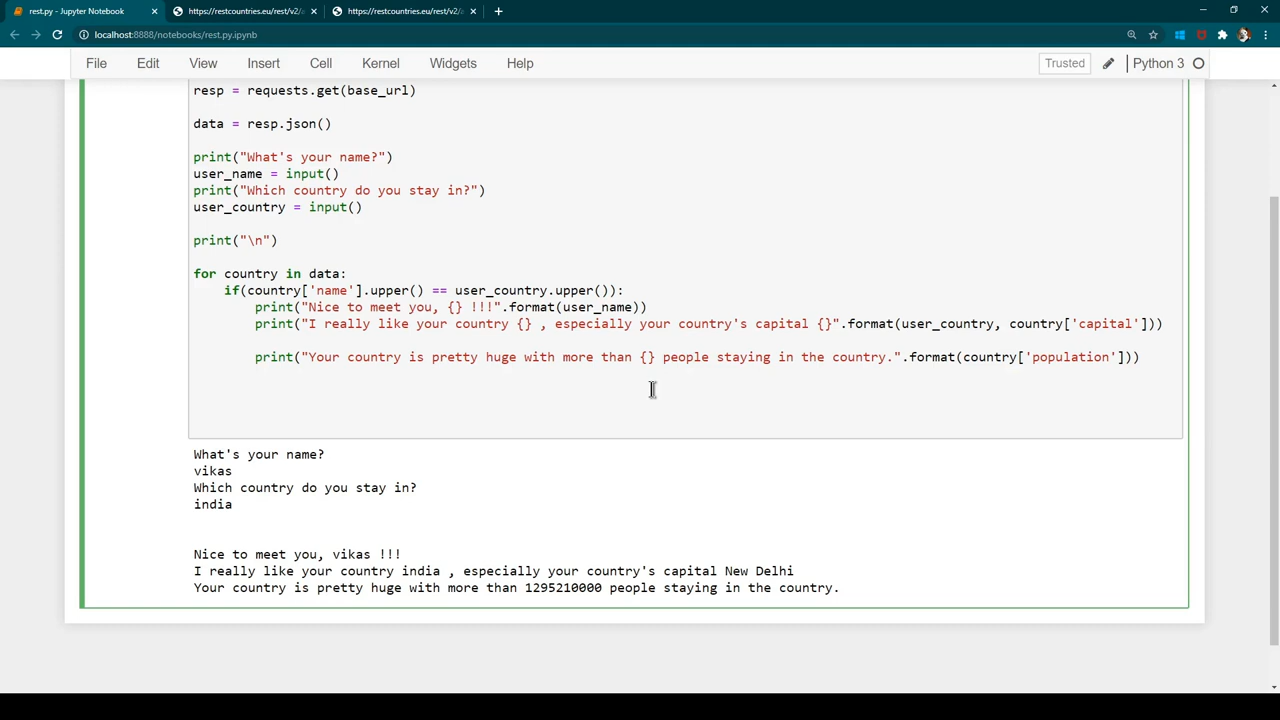 rest.py - Jupyter Notebook
https://restcountries.eu/rest/v2/
https://restcountries.eu/rest/v2/
localhost:8888/notebooks/rest.py.ipynb
File Edit View Insert Cell Kernel Widgets Help Trusted Python 3
resp = requests.get(base_url)
data = resp.json()
print("What's your name?")
user_name = input()
print("Which country do you stay in?")
user_country = input()
print("\n")
for country in data:
if(country['name'].upper() == user_country.upper()):
print("Nice to meet you, {} !!!".format(user_name))
print("I really like your country {} , especially your country's capital {}".format(user_country, country['capital']))
print("Your country is pretty huge with more than {} people staying in the country.".format(country['population']))
What's your name?
vikas
Which country do you stay in?
india
Nice to meet you, vikas !!!
I really like your country india , especially your country's capital New Delhi
Your country is pretty huge with more than 1295210000 people staying in the country.